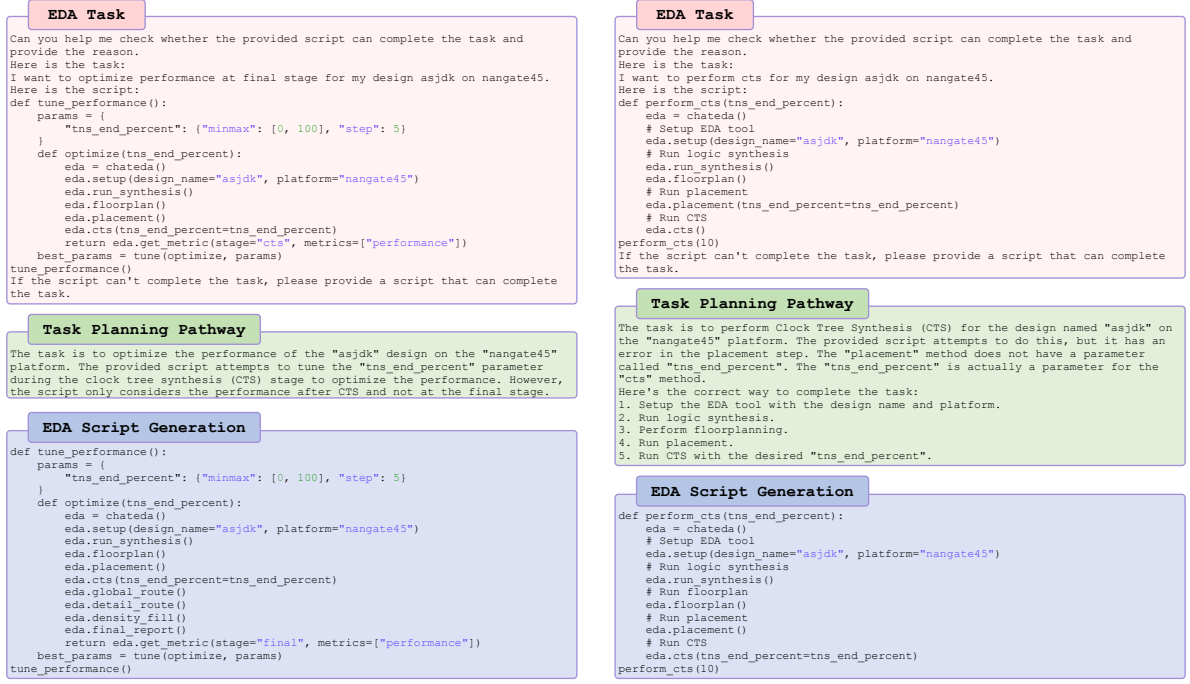 EDA Task
Can you help me check whether the provided script can complete the task and
provide the reason.
Here is the task:
I want to optimize performance at final stage for my design asjdk on nangate45.
Here is the script:
def tune_performance():
    params = {
        "tns_end_percent": {"minmax": [0, 100], "step": 5}
    }
    def optimize(tns_end_percent):
        eda = chateda()
        eda.setup(design_name="asjdk", platform="nangate45")
        eda.run_synthesis()
        eda.floorplan()
        eda.placement()
        eda.cts(tns_end_percent=tns_end_percent)
        return eda.get_metric(stage="cts", metrics=["performance"])
    best_params = tune(optimize, params)
tune_performance()
If the script can't complete the task, please provide a script that can complete
the task.
Task Planning Pathway
The task is to optimize the performance of the "asjdk" design on the "nangate45"
platform. The provided script attempts to tune the "tns_end_percent" parameter
during the clock tree synthesis (CTS) stage to optimize the performance. However,
the script only considers the performance after CTS and not at the final stage.
EDA Script Generation
def tune_performance():
    params = {
        "tns_end_percent": {"minmax": [0, 100], "step": 5}
    }
    def optimize(tns_end_percent):
        eda = chateda()
        eda.setup(design_name="asjdk", platform="nangate45")
        eda.run_synthesis()
        eda.floorplan()
        eda.placement()
        eda.cts(tns_end_percent=tns_end_percent)
        eda.global_route()
        eda.detail_route()
        eda.density_fill()
        eda.final_report()
        return eda.get_metric(stage="final", metrics=["performance"])
    best_params = tune(optimize, params)
tune_performance()
EDA Task
Can you help me check whether the provided script can complete the task and
provide the reason.
Here is the task:
I want to perform cts for my design asjdk on nangate45.
Here is the script:
def perform_cts(tns_end_percent):
    eda = chateda()
    # Setup EDA tool
    eda.setup(design_name="asjdk", platform="nangate45")
    # Run logic synthesis
    eda.run_synthesis()
    eda.floorplan()
    # Run placement
    eda.placement(tns_end_percent=tns_end_percent)
    # Run CTS
    eda.cts()
perform_cts(10)
If the script can't complete the task, please provide a script that can complete
the task.
Task Planning Pathway
The task is to perform Clock Tree Synthesis (CTS) for the design named "asjdk" on
the "nangate45" platform. The provided script attempts to do this, but it has an
error in the placement step. The "placement" method does not have a parameter
called "tns_end_percent". The "tns_end_percent" is actually a parameter for the
"cts" method.
Here's the correct way to complete the task:
1. Setup the EDA tool with the design name and platform.
2. Run logic synthesis.
3. Perform floorplanning.
4. Run placement.
5. Run CTS with the desired "tns_end_percent".
EDA Script Generation
def perform_cts(tns_end_percent):
    eda = chateda()
    # Setup EDA tool
    eda.setup(design_name="asjdk", platform="nangate45")
    # Run logic synthesis
    eda.run_synthesis()
    # Run floorplan
    eda.floorplan()
    # Run placement
    eda.placement()
    # Run CTS
    eda.cts(tns_end_percent=tns_end_percent)
perform_cts(10)